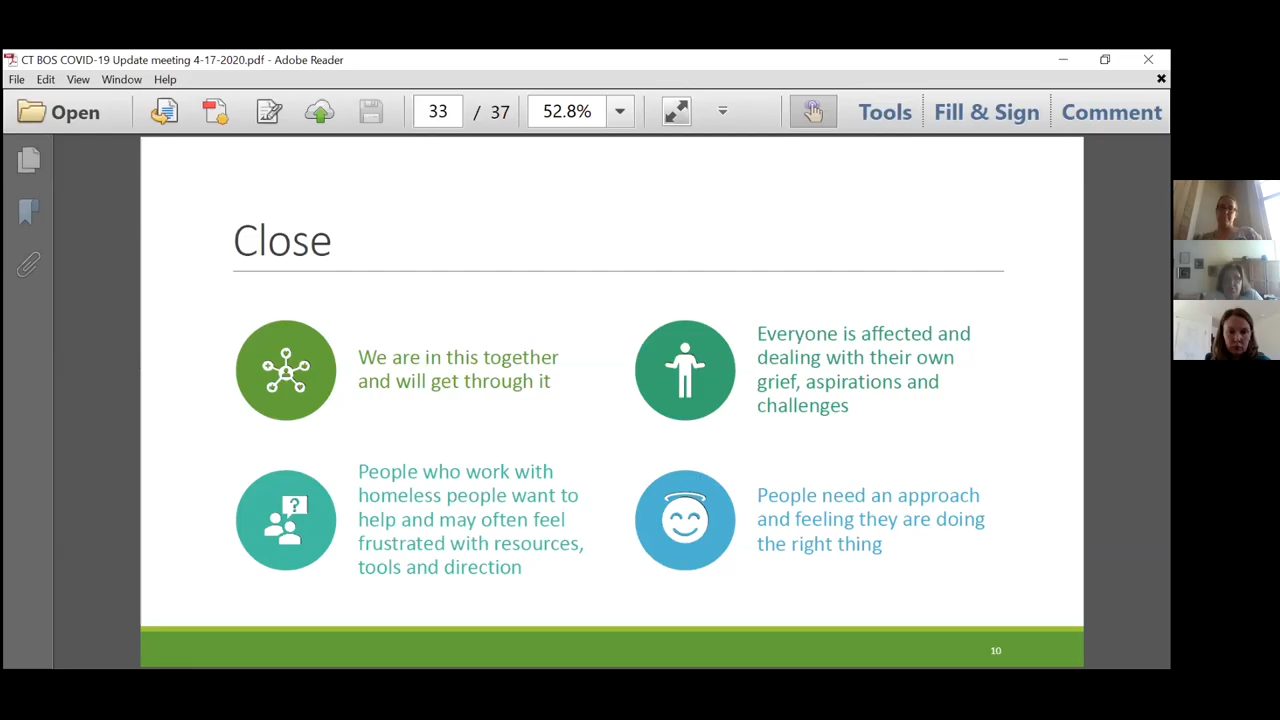 CT BOS COVID-19 Update meeting 4-17-2020.pdf - Adobe Reader
File Edit View Window Help
Open 33 / 37 52.8% Tools Fill & Sign Comment
Close
We are in this together
and will get through it
Everyone is affected and
dealing with their own
grief, aspirations and
challenges
People who work with
homeless people want to
help and may often feel
frustrated with resources,
tools and direction
?
People need an approach
and feeling they are doing
the right thing
10